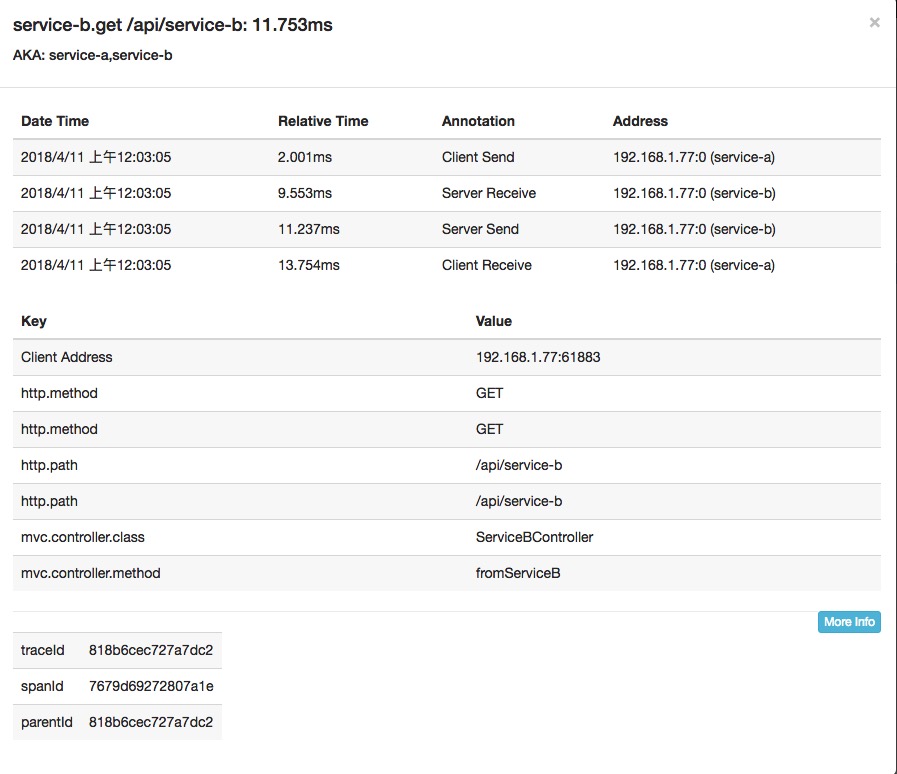 service-b.get /api/service-b: 11.753ms ×
AKA: service-a,service-b
Date Time Relative Time Annotation Address
2018/4/11 上午12:03:05 2.001ms Client Send 192.168.1.77:0 (service-a)
2018/4/11 上午12:03:05 9.553ms Server Receive 192.168.1.77:0 (service-b)
2018/4/11 上午12:03:05 11.237ms Server Send 192.168.1.77:0 (service-b)
2018/4/11 上午12:03:05 13.754ms Client Receive 192.168.1.77:0 (service-a)
Key Value
Client Address 192.168.1.77:61883
http.method GET
http.method GET
http.path /api/service-b
http.path /api/service-b
mvc.controller.class ServiceBController
mvc.controller.method fromServiceB
More Info
traceId 818b6cec727a7dc2
spanId 7679d69272807a1e
parentId 818b6cec727a7dc2